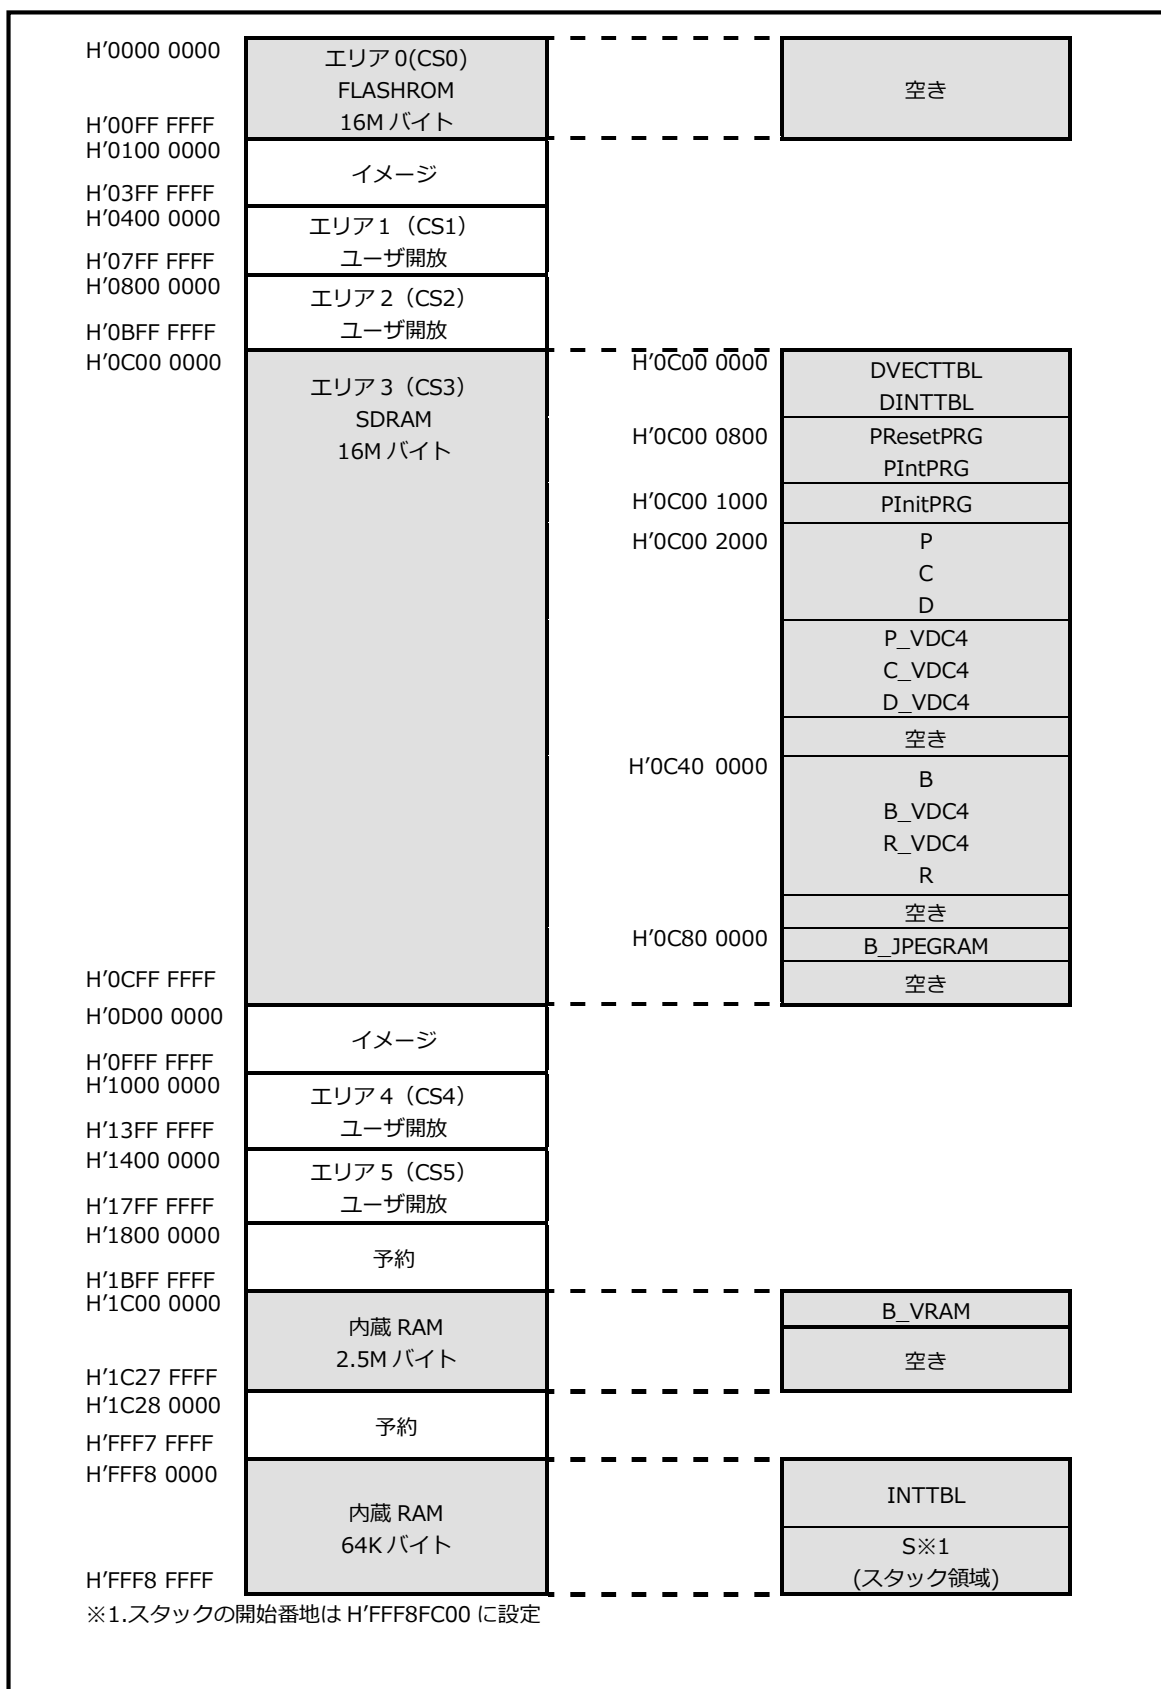 H'0000 0000
エリア 0(CS0)
FLASHROM
16M バイト
空き
H'00FF FFFF
H'0100 0000
イメージ
H'03FF FFFF
H'0400 0000
エリア１（CS1）
ユーザ開放
H'07FF FFFF
H'0800 0000
エリア２（CS2）
ユーザ開放
H'0BFF FFFF
H'0C00 0000
エリア３（CS3）
SDRAM
16M バイト
H'0C00 0000
DVECTTBL
DINTTBL
H'0C00 0800
PResetPRG
PIntPRG
H'0C00 1000
PInitPRG
H'0C00 2000
P
C
D
P_VDC4
C_VDC4
D_VDC4
空き
H'0C40 0000
B
B_VDC4
R_VDC4
R
空き
H'0C80 0000
B_JPEGRAM
空き
H'0CFF FFFF
H'0D00 0000
イメージ
H'0FFF FFFF
H'1000 0000
エリア４（CS4）
ユーザ開放
H'13FF FFFF
H'1400 0000
エリア５（CS5）
ユーザ開放
H'17FF FFFF
H'1800 0000
予約
H'1BFF FFFF
H'1C00 0000
内蔵 RAM
2.5M バイト
B_VRAM
空き
H'1C27 FFFF
H'1C28 0000
予約
H'FFF7 FFFF
H'FFF8 0000
内蔵 RAM
64K バイト
INTTBL
S※1
(スタック領域)
H'FFF8 FFFF
※1.スタックの開始番地は H'FFF8FC00 に設定